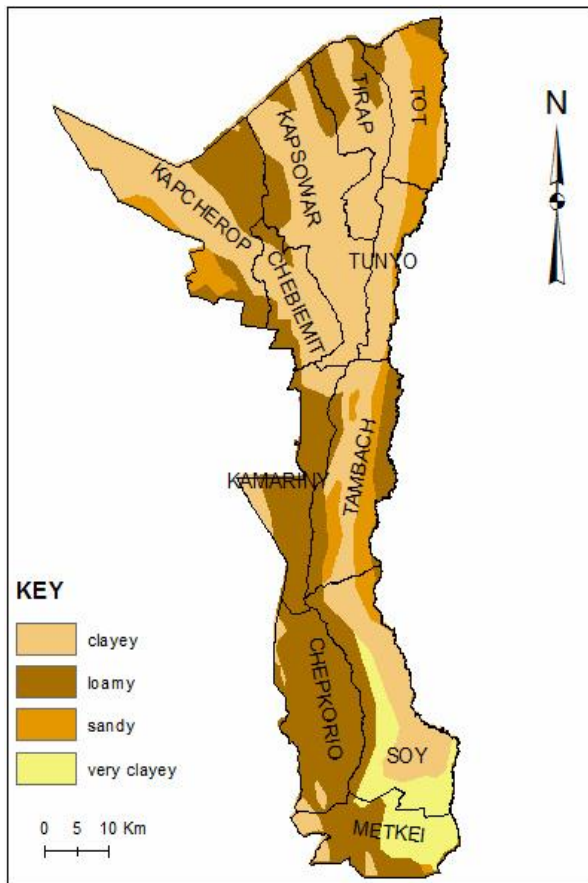 TOT
TIRAP
N
KAPSOWAR
KAPCHEROP
TUNYO
CHEBIEMIT
TAMBACH
KAMARINY
KEY
clayey
loamy
CHEPKORIO
sandy
SOY
very clayey
METKEI
0 5 10 Km